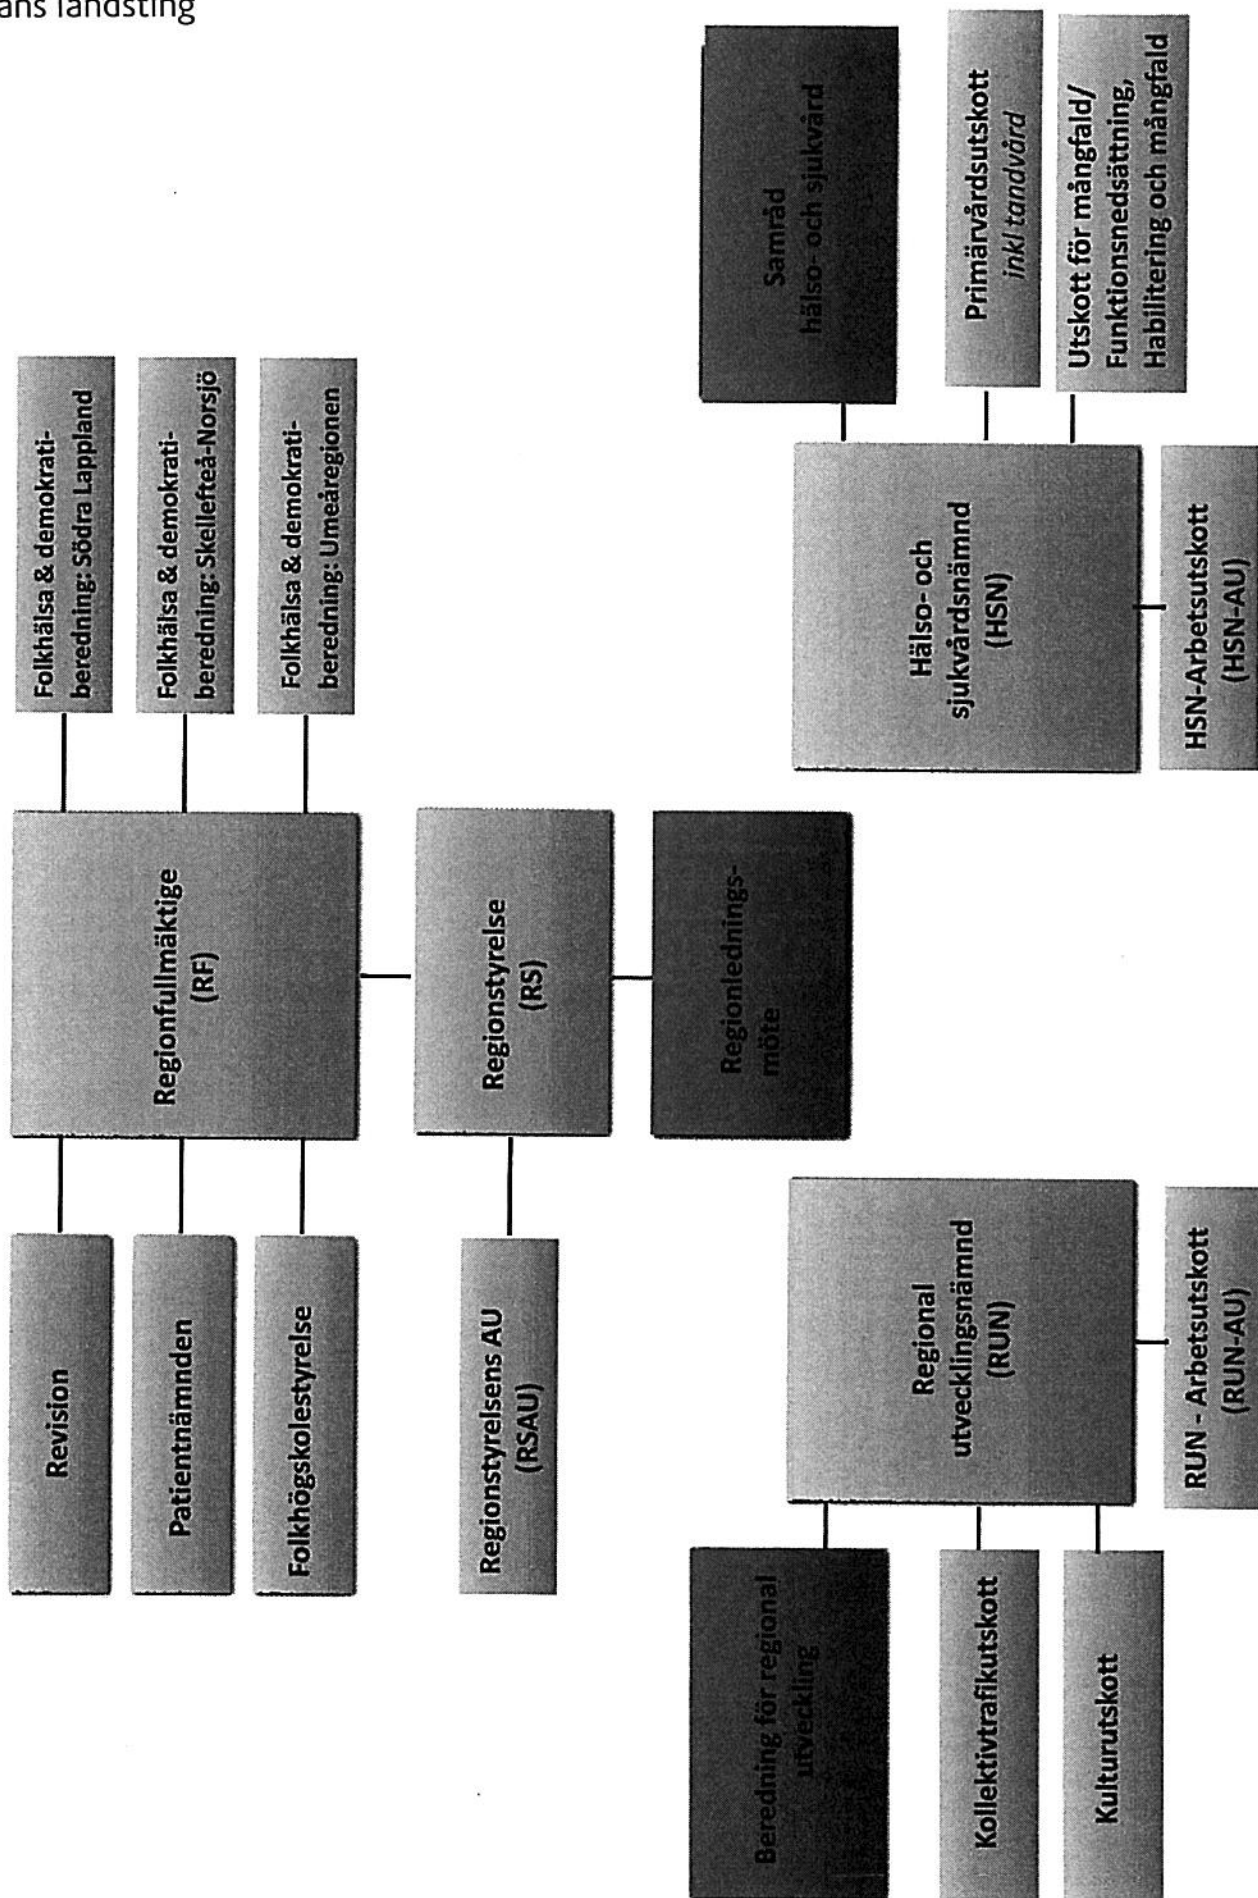 ans landsting
Revision
Patientnämnden
Folkhögskolestyrelse
Regionfullmäktige
(RF)
Folkhälsa & demokrati-
beredning: Södra Lappland
Folkhälsa & demokrati-
beredning: Skellefteå-Norsjö
Folkhälsa & demokrati-
beredning: Umeåregionen
Regionstyrelsens AU
(RSAU)
Regionstyrelse
(RS)
Regionlednings-
möte
Beredning för regional
utveckling
Kollektivtrafikutskott
Kulturutskott
Regional
utvecklingsnämnd
(RUN)
RUN - Arbetsutskott
(RUN-AU)
Hälso- och
sjukvårdsnämnd
(HSN)
HSN-Arbetsutskott
(HSN-AU)
Samråd
hälso- och sjukvård
Primärvårdsutskott
inkl tandvård
Utskott för mångfald/
Funktionsnedsättning,
Habilitering och mångfald